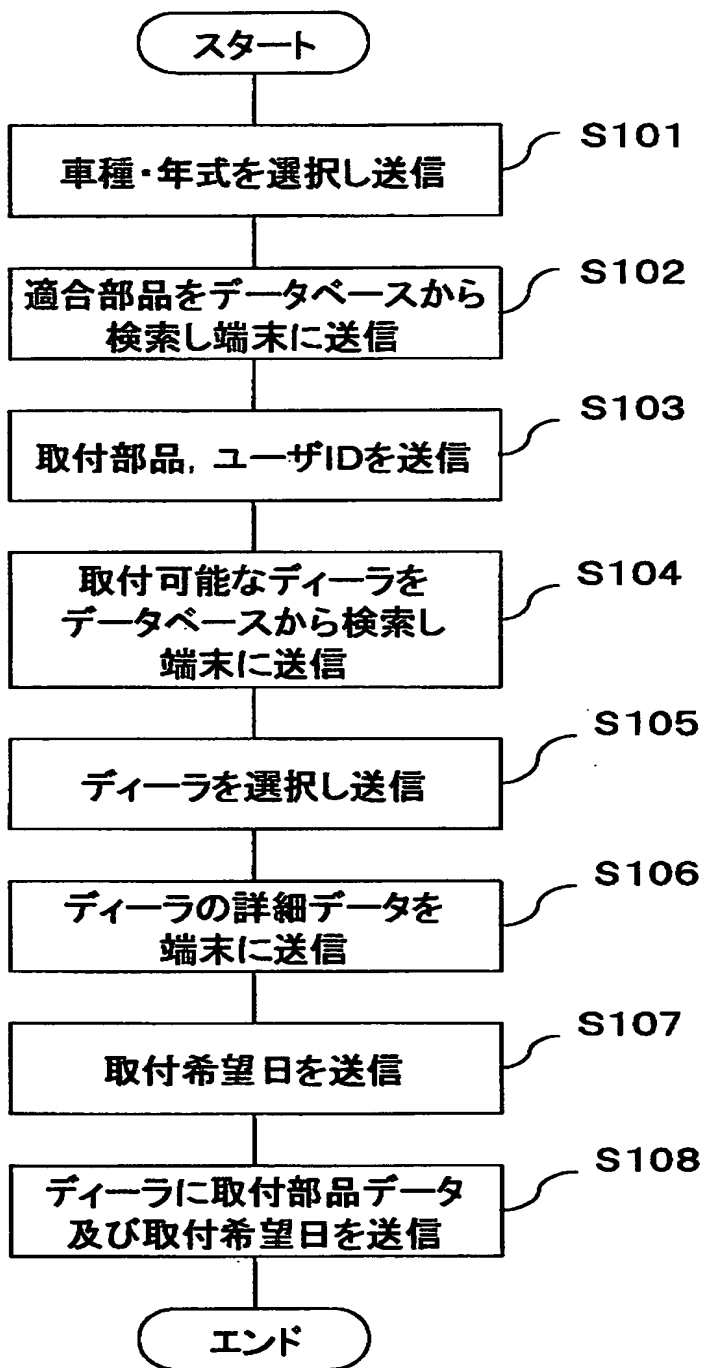 スタート
車種・年式を選択し送信
S101
適合部品をデータベースから
検索し端末に送信
S102
取付部品, ユーザIDを送信
S103
取付可能なディーラを
データベースから検索し
端末に送信
S104
ディーラを選択し送信
S105
ディーラの詳細データを
端末に送信
S106
取付希望日を送信
S107
ディーラに取付部品データ
及び取付希望日を送信
S108
エンド